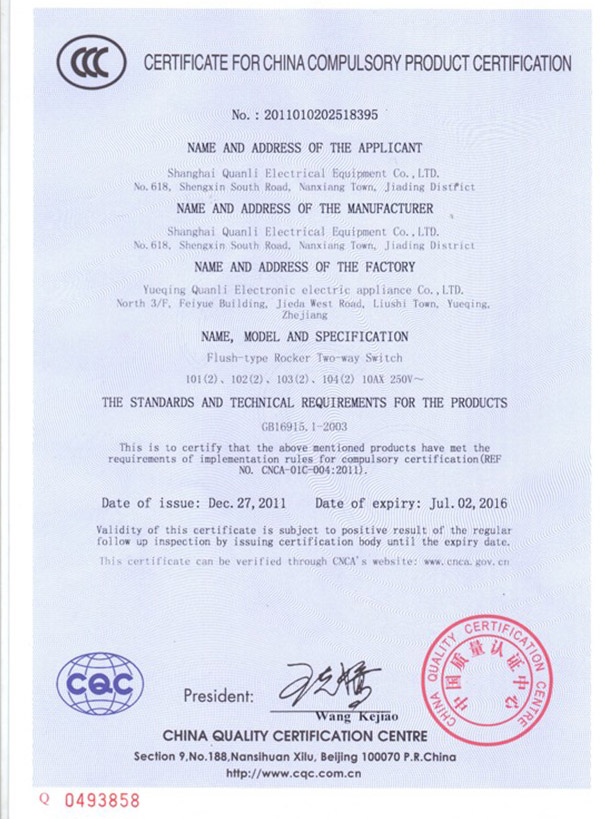 CCC
CERTIFICATE FOR CHINA COMPULSORY PRODUCT CERTIFICATION
No. : 2011010202518395
NAME AND ADDRESS OF THE APPLICANT
Shanghai Quanli Electrical Equipment Co.,LTD.
No.618, Shengxin South Road, Nanxiang Town, Jiading District
NAME AND ADDRESS OF THE MANUFACTURER
Shanghai Quanli Electrical Equipment Co.,LTD.
No.618, Shengxin South Road, Nanxiang Town, Jiading District
NAME AND ADDRESS OF THE FACTORY
Yueqing Quanli Electronic electric appliance Co.,LTD.
North 3/F, Feiyue Building, Jieda West Road, Liushi Town, Yueqing,
Zhejiang
NAME, MODEL AND SPECIFICATION
Flush-type Rocker Two-way Switch
101(2)、102(2)、103(2)、104(2) 10AX 250V~
THE STANDARDS AND TECHNICAL REQUIREMENTS FOR THE PRODUCTS
GB16915.1-2003
This is to certify that the above mentioned products have met the
requirements of implementation rules for compulsory certification(REF
NO. CNCA-01C-004:2011).
Date of issue: Dec.27,2011 Date of expiry: Jul.02,2016
Validity of this certificate is subject to positive result of the regular
follow up inspection by issuing certification body until the expiry date.
This certificate can be verified through CNCA's website: www.cnca.gov.cn
CQC
President:
Wang Kejiao
CHINA QUALITY CERTIFICATION CENTRE
中国质量认证中心
CHINA QUALITY CERTIFICATION CENTRE
Section 9,No.188,Nansihuan Xilu, Beijing 100070 P.R.China
http://www.cqc.com.cn
Q 0493858